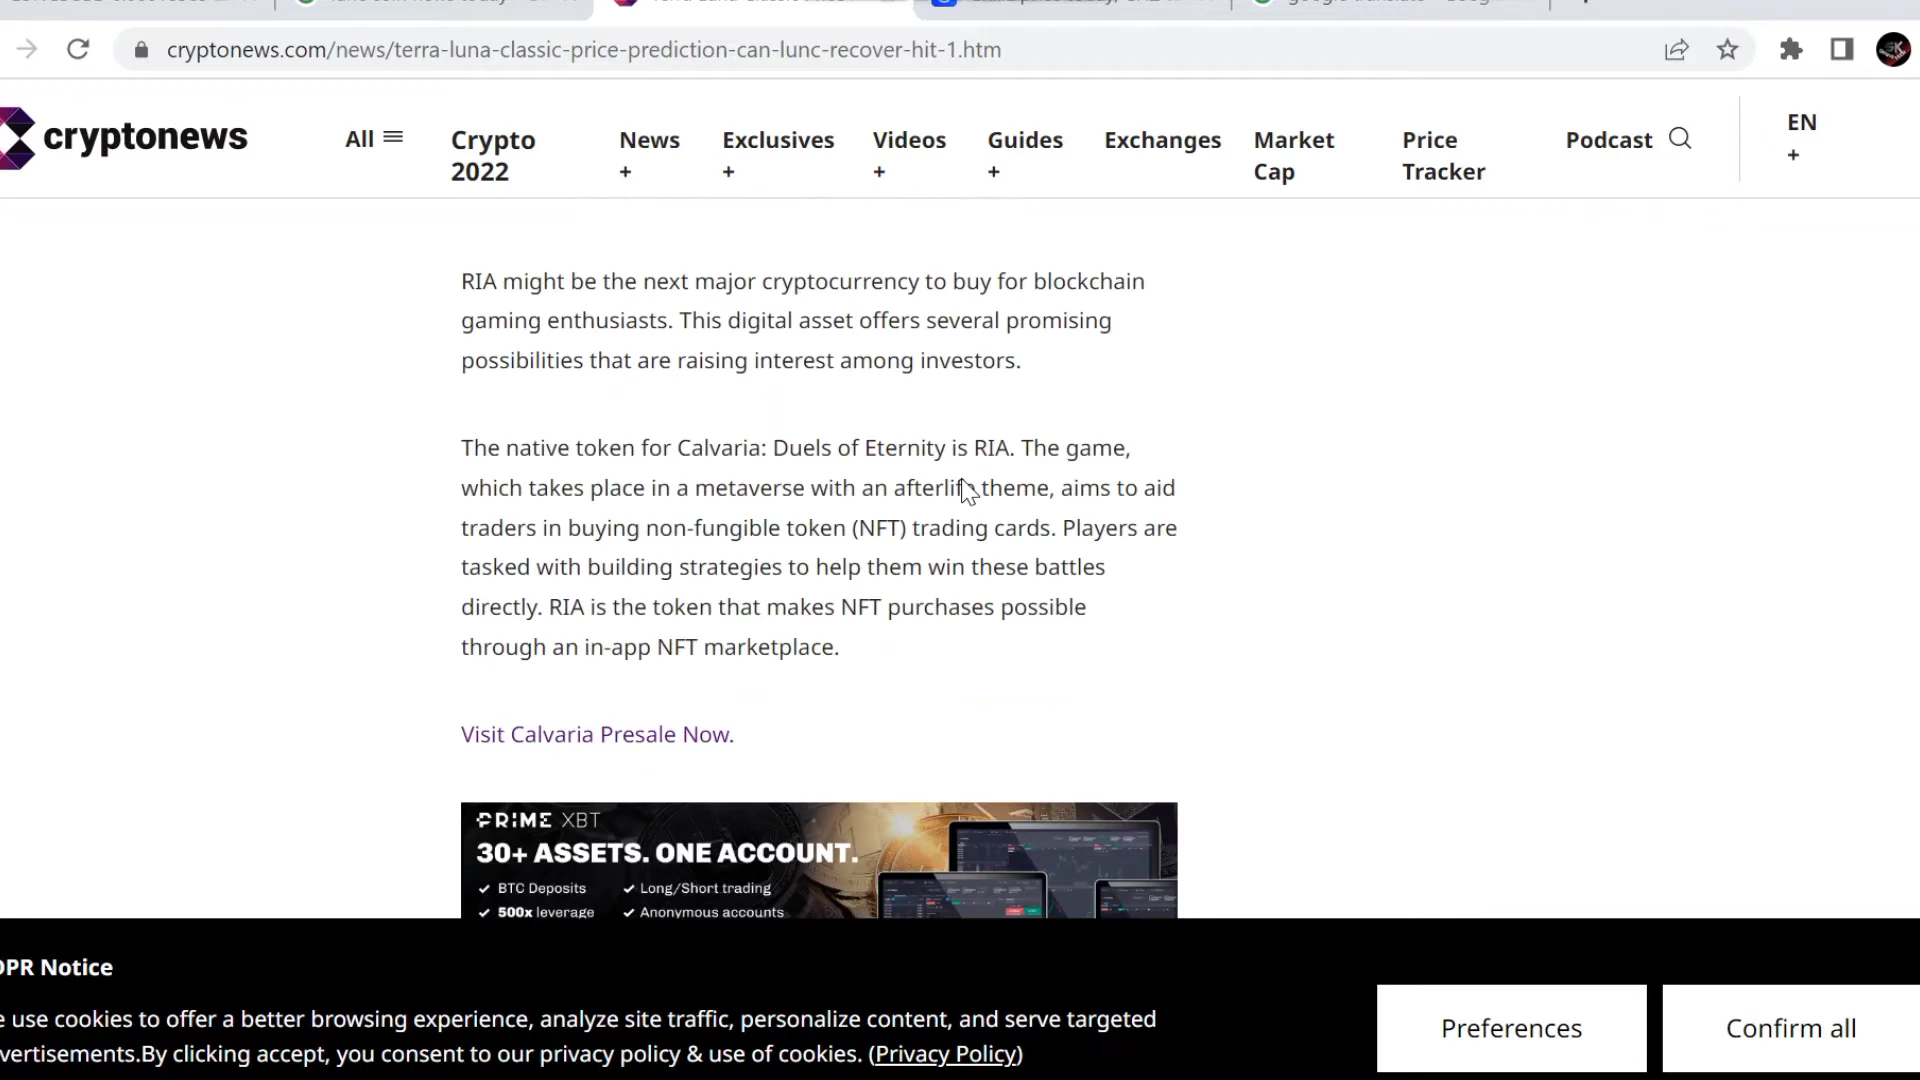 cryptonews.com/news/terra-luna-classic-price-prediction-can-lunc-recover-hit-1.htm
cryptonews
All
Crypto 2022
News +
Exclusives +
Videos +
Guides +
Exchanges
Market Cap
Price Tracker
Podcast
EN +
RIA might be the next major cryptocurrency to buy for blockchain
gaming enthusiasts. This digital asset offers several promising
possibilities that are raising interest among investors.
The native token for Calvaria: Duels of Eternity is RIA. The game,
which takes place in a metaverse with an afterlife theme, aims to aid
traders in buying non-fungible token (NFT) trading cards. Players are
tasked with building strategies to help them win these battles
directly. RIA is the token that makes NFT purchases possible
through an in-app NFT marketplace.
Visit Calvaria Presale Now.
PRIME XBT
30+ ASSETS. ONE ACCOUNT.
✓ BTC Deposits ✓ Long/Short trading
✓ 500x leverage ✓ Anonymous accounts
DPR Notice
e use cookies to offer a better browsing experience, analyze site traffic, personalize content, and serve targeted
vertisements.By clicking accept, you consent to our privacy policy & use of cookies. (Privacy Policy)
Preferences
Confirm all